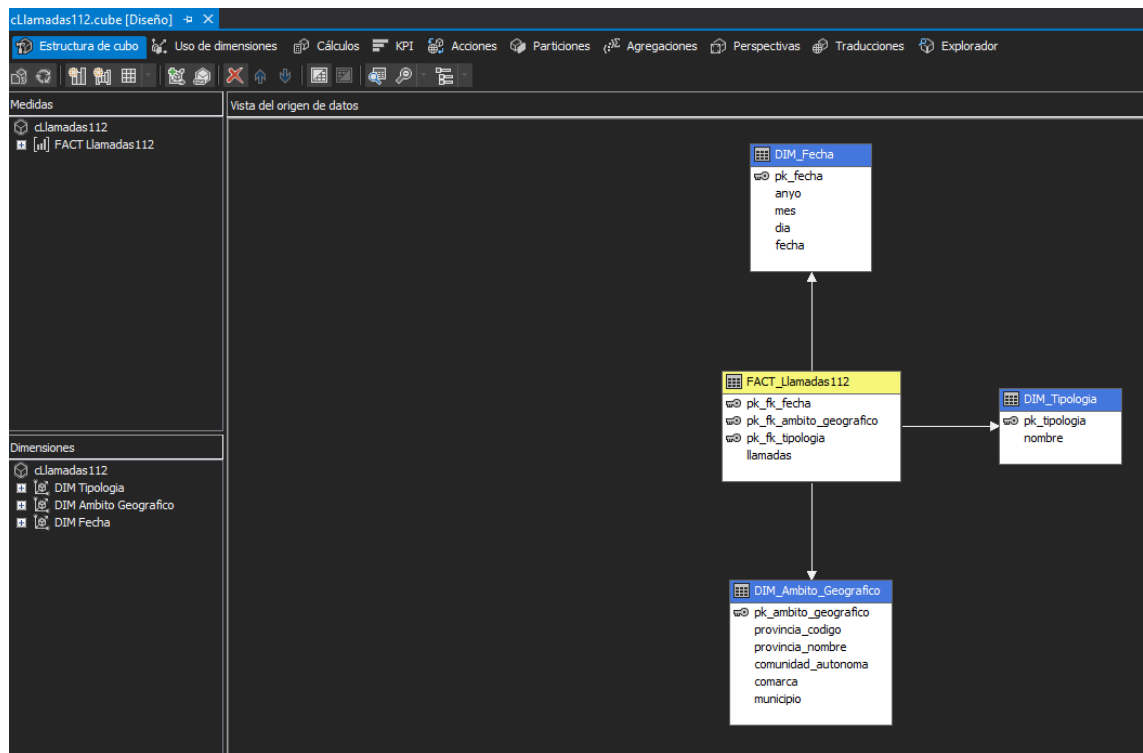 cLlamadas112.cube [Diseño]
Estructura de cubo Uso de dimensiones Cálculos KPI Acciones Particiones Agregaciones Perspectivas Traducciones Explorador
Medidas
cLlamadas112
FACT Llamadas112
Dimensiones
cLlamadas112
DIM Tipologia
DIM Ambito Geografico
DIM Fecha
Vista del origen de datos
DIM_Fecha
pk_fecha
anyo
mes
dia
fecha
FACT_Llamadas112
pk_fk_fecha
pk_fk_ambito_geografico
pk_fk_tipologia
llamadas
DIM_Tipologia
pk_tipologia
nombre
DIM_Ambito_Geografico
pk_ambito_geografico
provincia_codigo
provincia_nombre
comunidad_autonoma
comarca
municipio